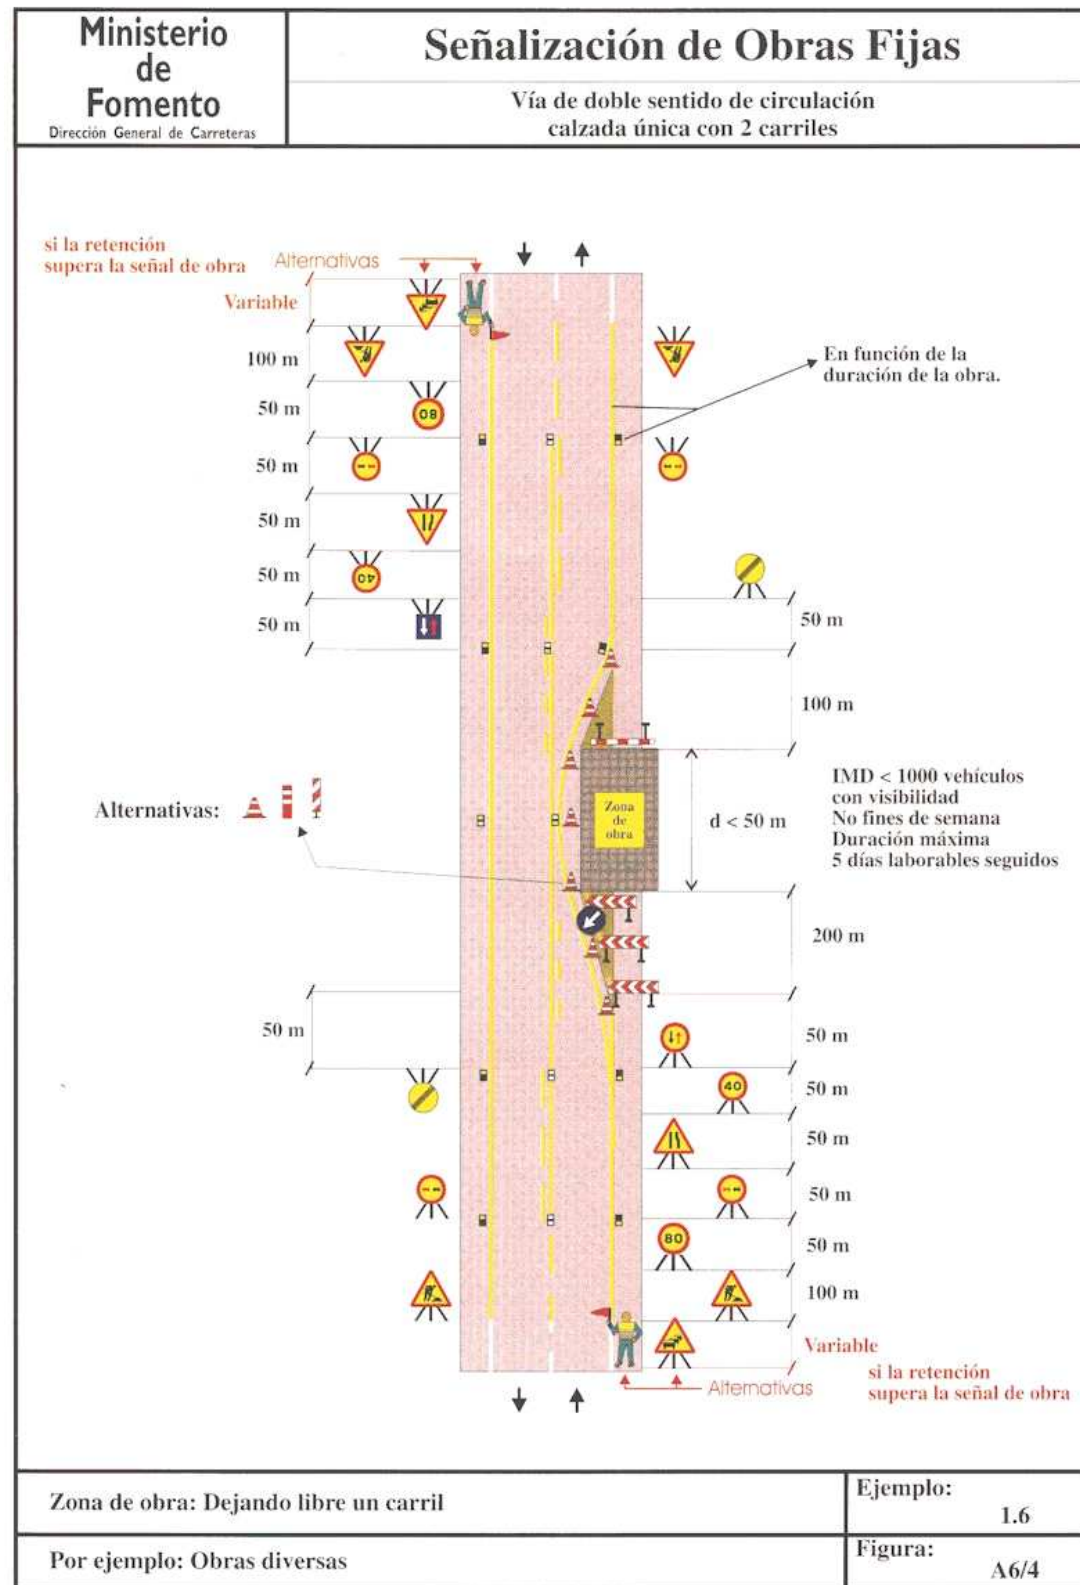 Ministerio
de
Fomento
Dirección General de Carreteras
Señalización de Obras Fijas
Vía de doble sentido de circulación
calzada única con 2 carriles
si la retención
supera la señal de obra
Alternativas
Variable
100 m
50 m
80
50 m
50 m
50 m
40
50 m
En función de la
duración de la obra.
50 m
100 m
Alternativas:
Zona
de
obra
d < 50 m
IMD < 1000 vehículos
con visibilidad
No fines de semana
Duración máxima
5 días laborables seguidos
200 m
50 m
50 m
40
50 m
50 m
50 m
80
50 m
100 m
Variable
Alternativas
si la retención
supera la señal de obra
Zona de obra: Dejando libre un carril
Ejemplo:
1.6
Por ejemplo: Obras diversas
Figura:
A6/4